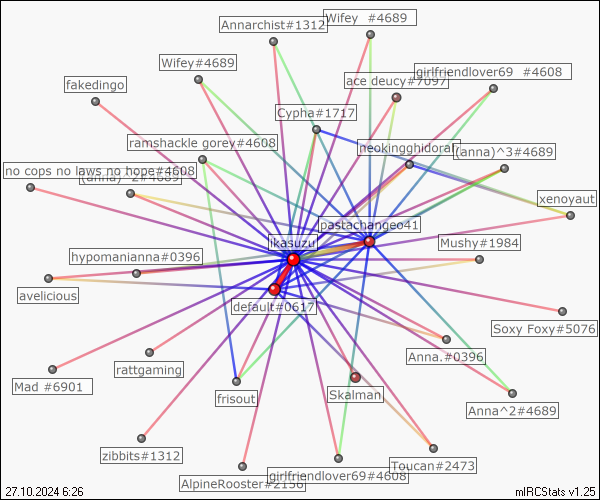 Annarchist#1312
Wifey #4689
Wifey#4689
fakedingo
ace deucy#7097
girlfriendlover69 #4608
Cypha#1717
ramshackle gorey#4608
neokingghidorah
(anna)^3#4689
no cops no laws no hope#4608
(anna)^2#4689
xenoyaut
pastachangeo41
ikasuzu
Mushy#1984
hypomanianna#0396
avelicious
default#0617
Soxy Foxy#5076
Anna.#0396
rattgaming
Mad #6901
frisout
Skalman
Anna^2#4689
zibbits#1312
Toucan#2473
AlpineRooster#2156
girlfriendlover69#4608
27.10.2024 6:26
mIRCStats v1.25